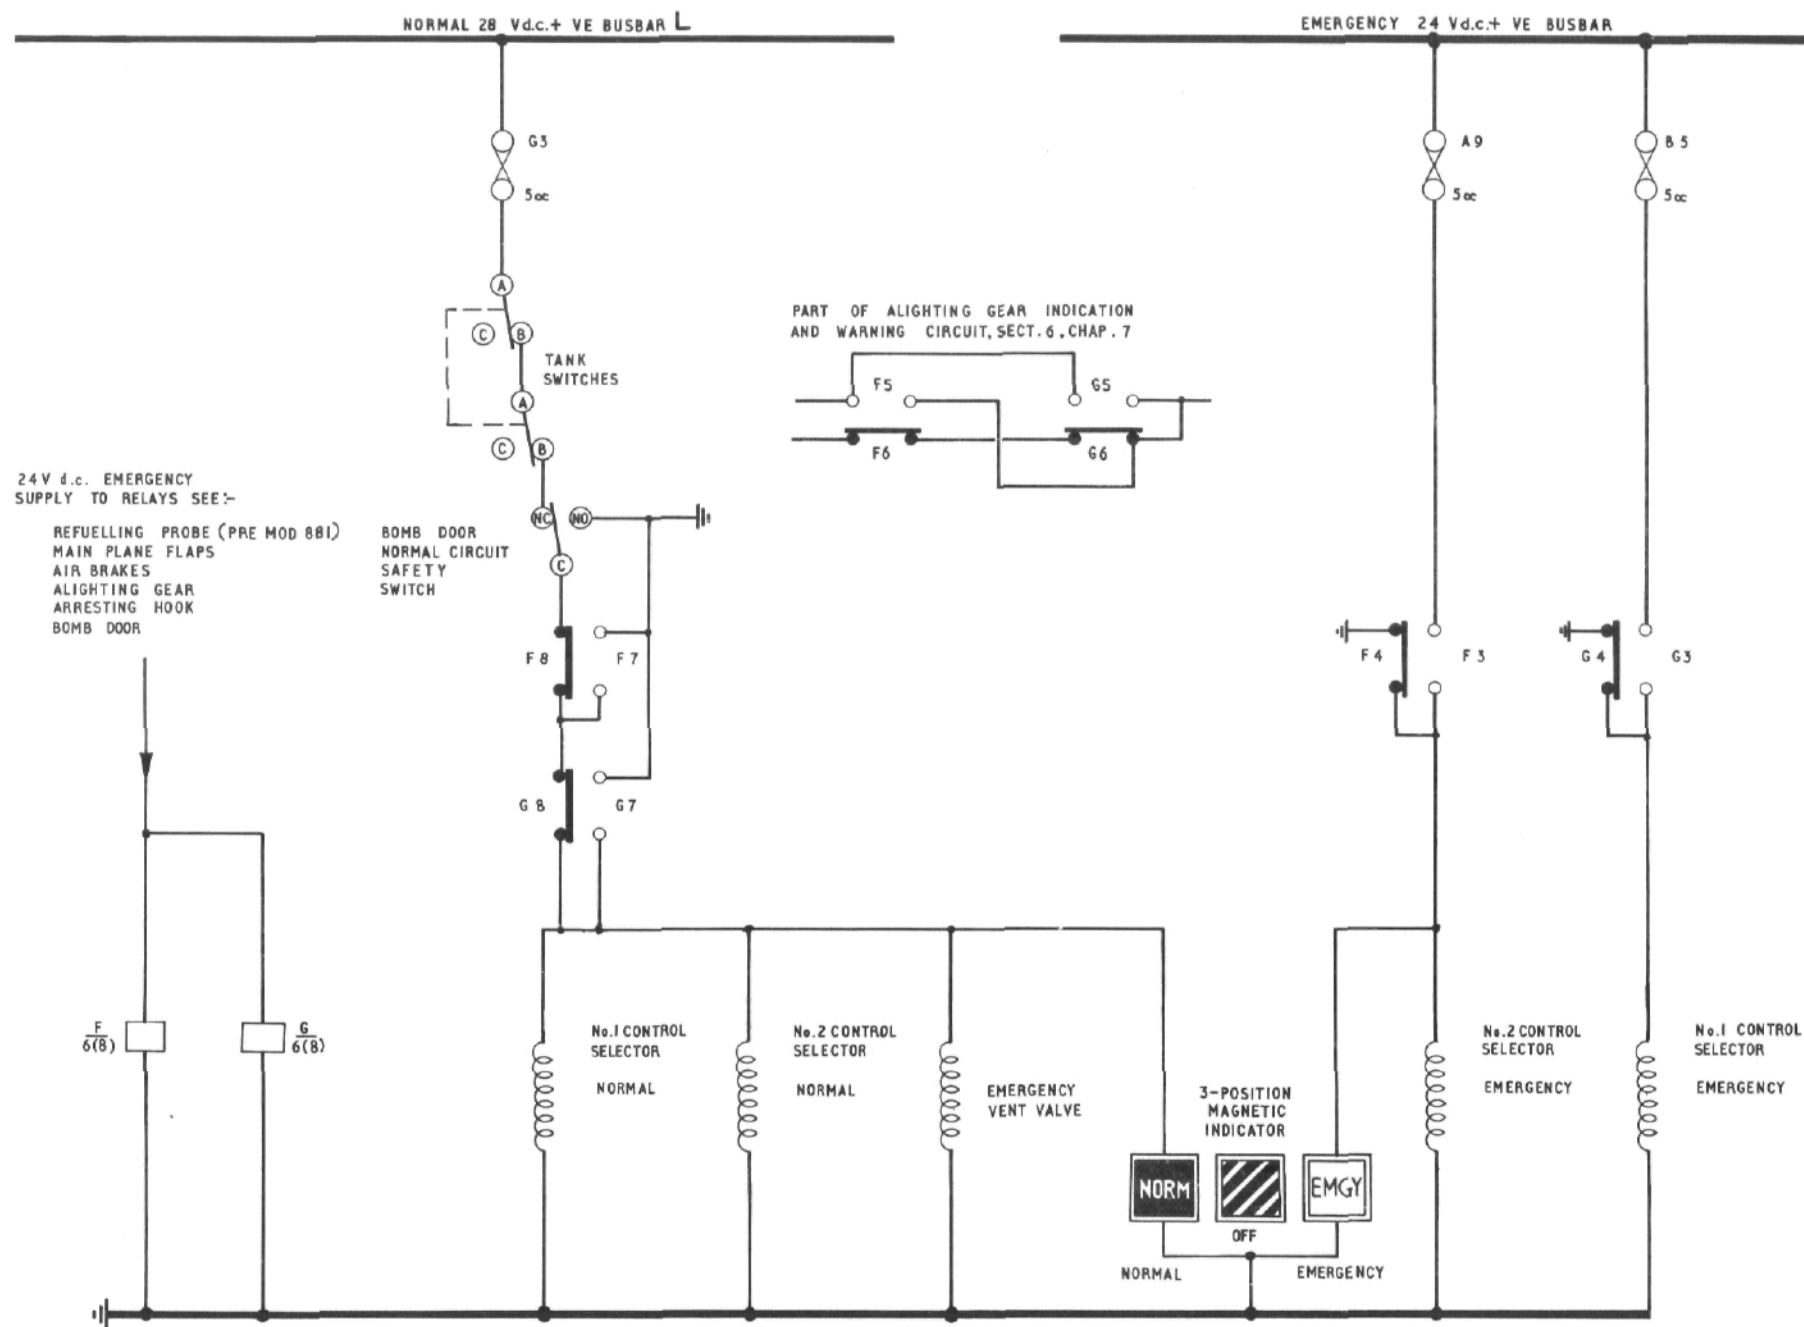 NORMAL 28 Vd.c.+ VE BUSBAR L
EMERGENCY 24 Vd.c.+ VE BUSBAR
G3
5oc
A9
5oc
B5
5oc
A
C
B
TANK
SWITCHES
A
C
B
PART OF ALIGHTING GEAR INDICATION
AND WARNING CIRCUIT, SECT. 6, CHAP. 7
F5
G5
F6
G6
24V d.c. EMERGENCY
SUPPLY TO RELAYS SEE:-
REFUELLING PROBE (PRE MOD 881)
MAIN PLANE FLAPS
AIR BRAKES
ALIGHTING GEAR
ARRESTING HOOK
BOMB DOOR
BOMB DOOR
NORMAL CIRCUIT
SAFETY
SWITCH
NC
NO
C
F8
F7
G8
G7
F4
F3
G4
G3
F
6(8)
G
6(8)
No.1 CONTROL
SELECTOR
NORMAL
No.2 CONTROL
SELECTOR
NORMAL
EMERGENCY
VENT VALVE
3-POSITION
MAGNETIC
INDICATOR
NORM
OFF
EMGY
NORMAL
EMERGENCY
No.2 CONTROL
SELECTOR
EMERGENCY
No.1 CONTROL
SELECTOR
EMERGENCY